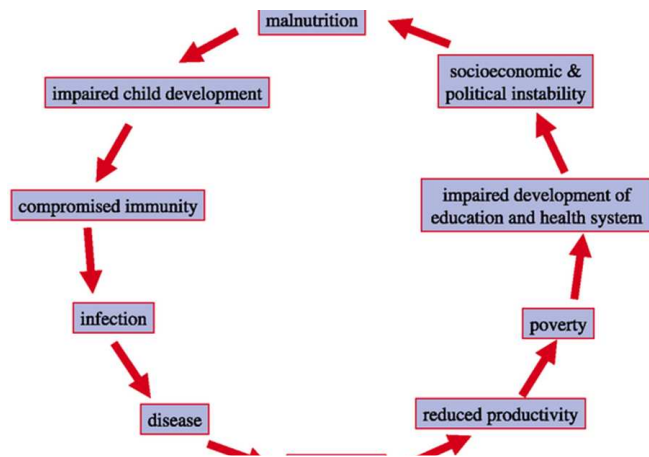 malnutrition
impaired child development
compromised immunity
infection
disease
reduced productivity
poverty
impaired development of
education and health system
socioeconomic &
political instability